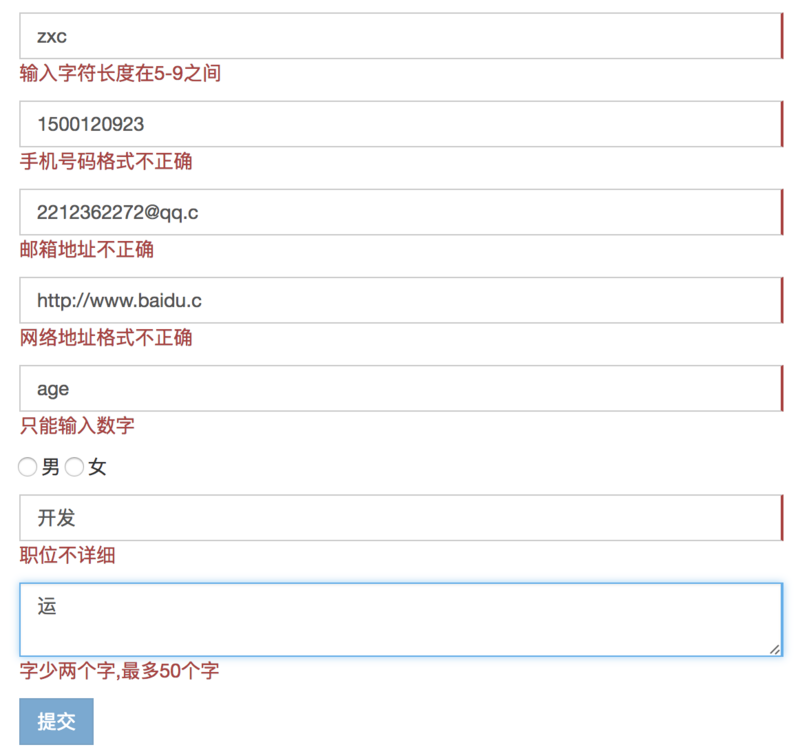 zxc
输入字符长度在5-9之间
1500120923
手机号码格式不正确
2212362272@qq.c
邮箱地址不正确
http://www.baidu.c
网络地址格式不正确
age
只能输入数字
男 女
开发
职位不详细
运
字少两个字,最多50个字
提交